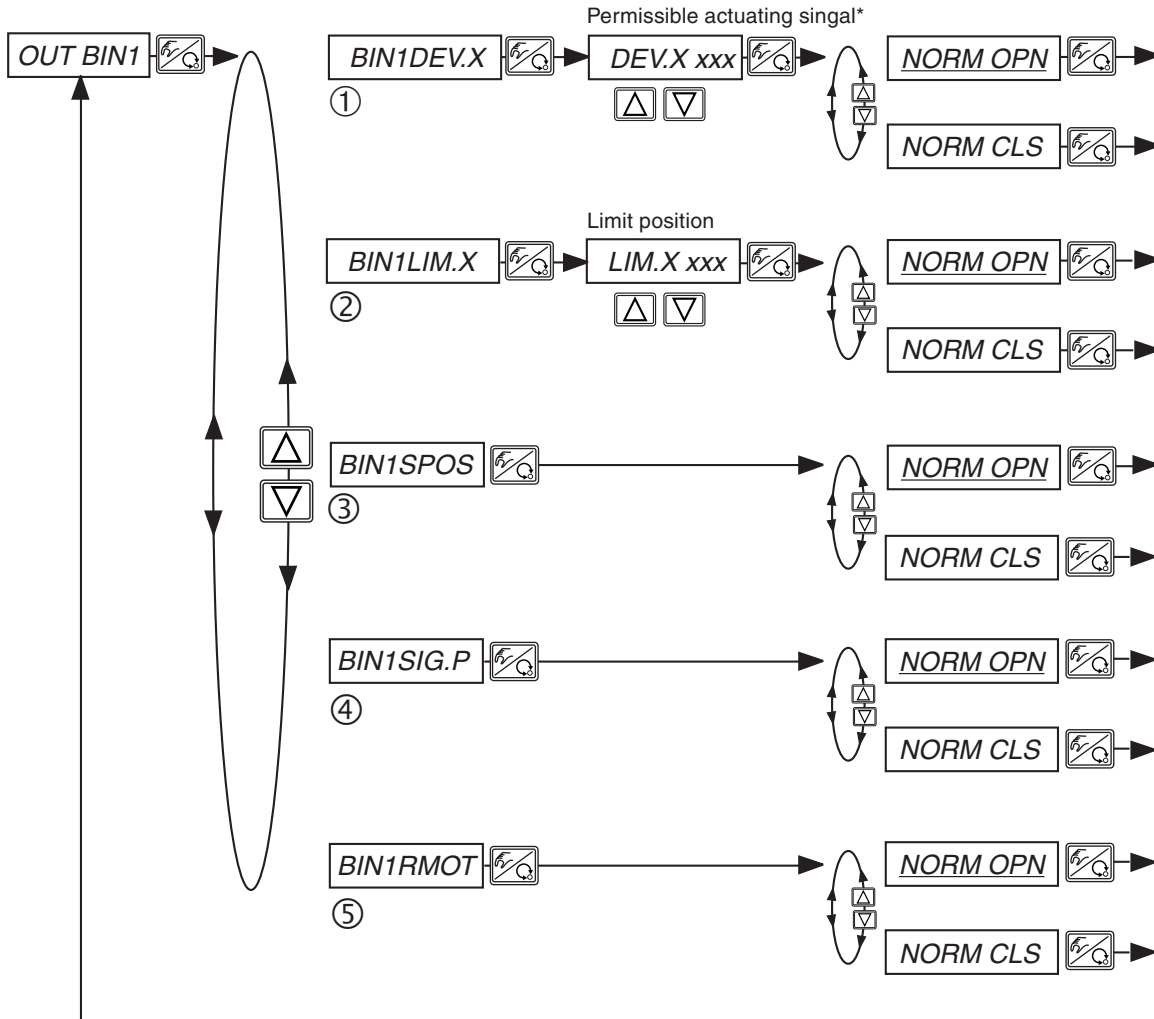 Permissible actuating singal*
OUT BIN1
BIN1DEV.X
DEV.X xxx
NORM OPN
①
NORM CLS
Limit position
BIN1LIM.X
LIM.X xxx
NORM OPN
②
NORM CLS
BIN1SPOS
NORM OPN
③
NORM CLS
BIN1SIG.P
NORM OPN
④
NORM CLS
BIN1RMOT
NORM OPN
⑤
NORM CLS